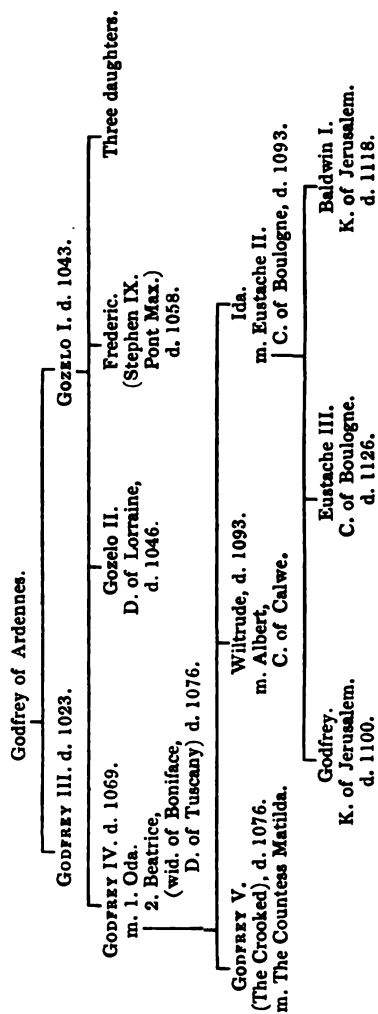 Godfrey of Ardennes.
GODFREY III. d. 1023.
GOZELO I. d. 1043.
GODFREY IV. d. 1069.
m. 1. Oda.
2. Beatrice,
(wid. of Boniface,
D. of Tuscany) d. 1076.
Gozelo II.
D. of Lorraine,
d. 1046.
Frederic.
(Stephen IX.
Pont Max.)
d. 1058.
Three daughters.
GODFREY V.
(The Crooked), d. 1076.
m. The Countess Matilda.
Wiltrude, d. 1093.
m. Albert,
C. of Calwe.
Ida.
m. Eustache II.
C. of Boulogne, d. 1093.
Godfrey.
K. of Jerusalem.
d. 1100.
Eustache III.
C. of Boulogne.
d. 1126.
Baldwin I.
K. of Jerusalem.
d. 1118.